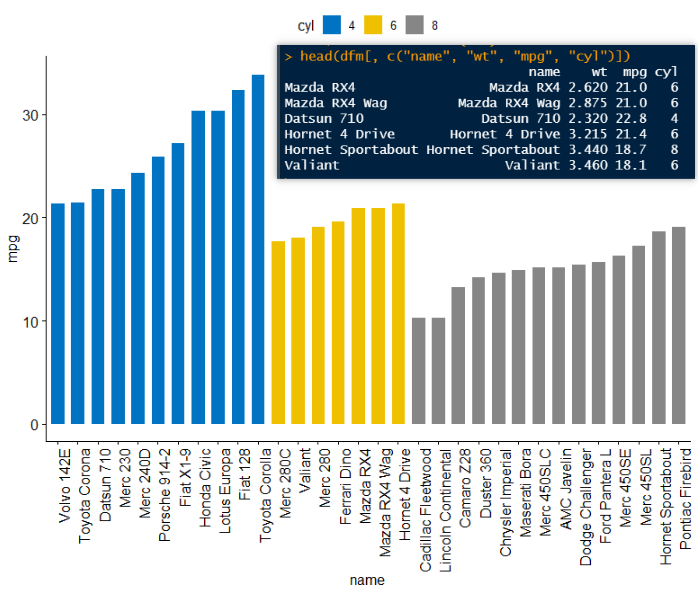 cyl 4 6 8
> head(dfm[, c("name", "wt", "mpg", "cyl")])
name wt mpg cyl
Mazda RX4 Mazda RX4 2.620 21.0 6
Mazda RX4 Wag Mazda RX4 Wag 2.875 21.0 6
Datsun 710 Datsun 710 2.320 22.8 4
Hornet 4 Drive Hornet 4 Drive 3.215 21.4 6
Hornet Sportabout Hornet Sportabout 3.440 18.7 8
Valiant Valiant 3.460 18.1 6
30
20
10
0
mpg
Volvo 142E
Toyota Corona
Datsun 710
Merc 230
Merc 240D
Porsche 914-2
Fiat X1-9
Honda Civic
Lotus Europa
Fiat 128
Toyota Corolla
Merc 280C
Valiant
Merc 280
Ferrari Dino
Mazda RX4
Mazda RX4 Wag
Hornet 4 Drive
Cadillac Fleetwood
Lincoln Continental
Camaro Z28
Duster 360
Chrysler Imperial
Maserati Bora
Merc 450SLC
AMC Javelin
Dodge Challenger
Ford Pantera L
Merc 450SE
Merc 450SL
Hornet Sportabout
Pontiac Firebird
name